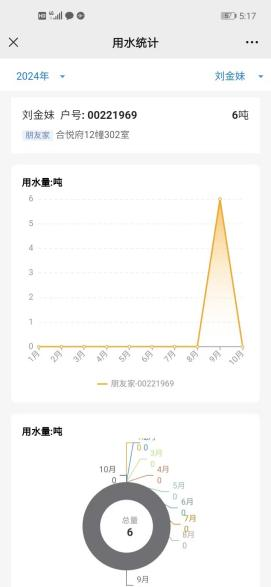 5:17
用水统计
2024年
刘金妹
刘金妹 户号: 00221969 6吨
朋友家 合悦府12幢302室
用水量:吨
6
5
4
3
2
1
0
1月 2月 3月 4月 5月 6月 7月 8月 9月 10月
朋友家-00221969
用水量:吨
0 0
3月
0
10月
0
4月
0
5月
0
6月
0
7月
0
8月
0
总量
6
9月